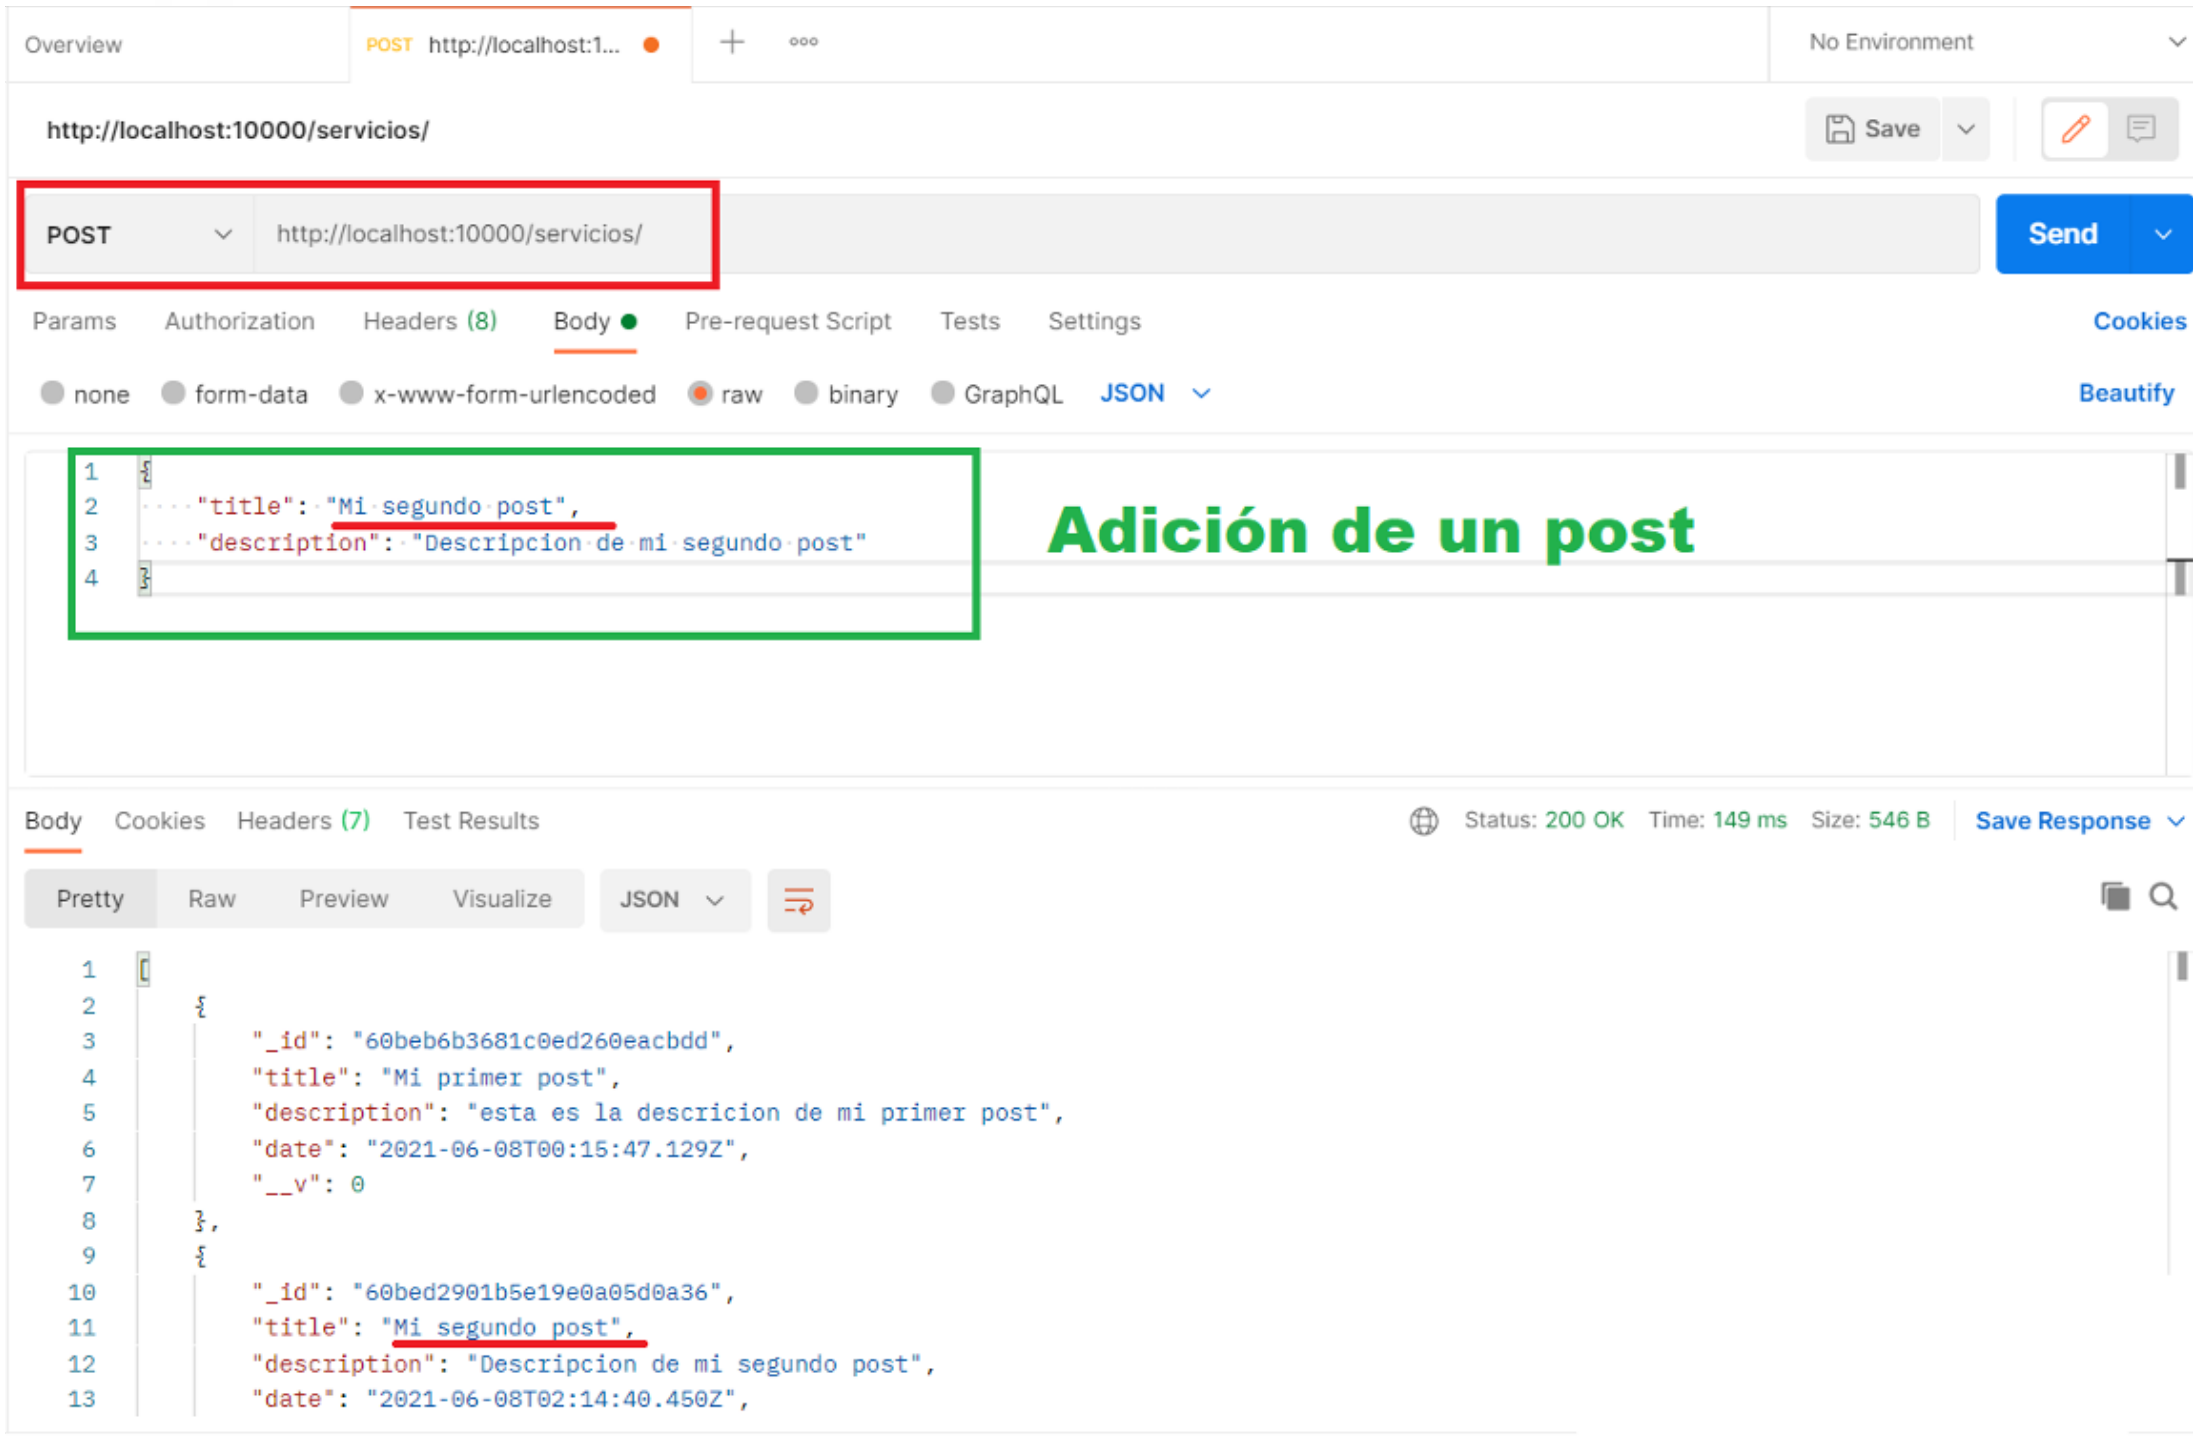 Overview POST http://localhost:1... No Environment
http://localhost:10000/servicios/ Save
POST http://localhost:10000/servicios/ Send
Params Authorization Headers (8) Body Pre-request Script Tests Settings Cookies
none form-data x-www-form-urlencoded raw binary GraphQL JSON Beautify
1 {
2 "title": "Mi segundo post",
3 "description": "Descripcion de mi segundo post"
4 }
Adición de un post
Body Cookies Headers (7) Test Results Status: 200 OK Time: 149 ms Size: 546 B Save Response
Pretty Raw Preview Visualize JSON
1 [
2 {
3 "_id": "60beb6b3681c0ed260eacbdd",
4 "title": "Mi primer post",
5 "description": "esta es la descricion de mi primer post",
6 "date": "2021-06-08T00:15:47.129Z",
7 "__v": 0
8 },
9 {
10 "_id": "60bed2901b5e19e0a05d0a36",
11 "title": "Mi segundo post",
12 "description": "Descripcion de mi segundo post",
13 "date": "2021-06-08T02:14:40.450Z",